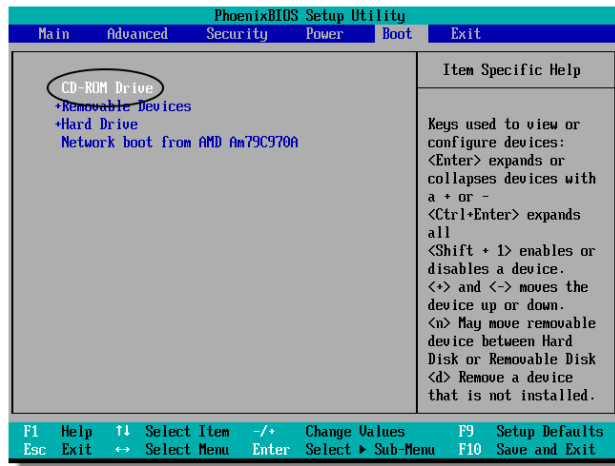 PhoenixBIOS Setup Utility
Main Advanced Security Power Boot Exit
CD-ROM Drive
+Removable Devices
+Hard Drive
Network boot from AMD Am79C970A
Item Specific Help
Keys used to view or
configure devices:
<Enter> expands or
collapses devices with
a + or -
<Ctrl+Enter> expands
all
<Shift + 1> enables or
disables a device.
<+> and <-> moves the
device up or down.
<n> May move removable
device between Hard
Disk or Removable Disk
<d> Remove a device
that is not installed.
F1 Help ↑↓ Select Item -/+ Change Values F9 Setup Defaults
Esc Exit ↔ Select Menu Enter Select ▶ Sub-Menu F10 Save and Exit